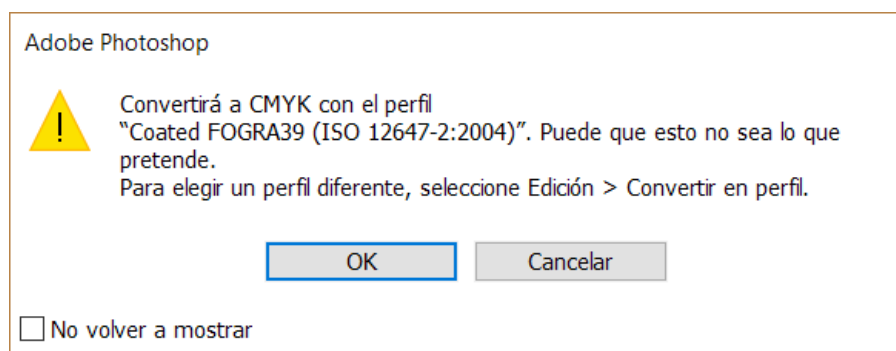 Adobe Photoshop
Convertirá a CMYK con el perfil
“Coated FOGRA39 (ISO 12647-2:2004)”. Puede que esto no sea lo que
pretende.
Para elegir un perfil diferente, seleccione Edición > Convertir en perfil.
OK Cancelar
No volver a mostrar